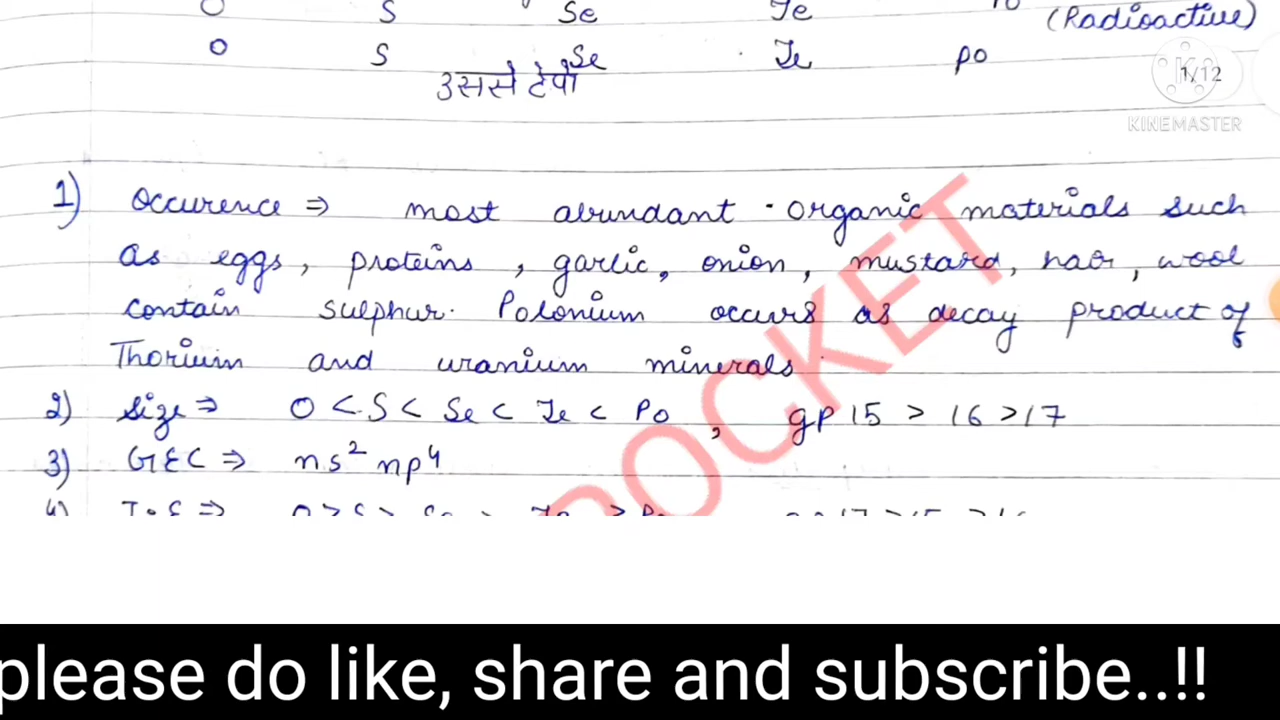 O S Se Te Po (Radioactive)
O S Se Te Po
उससे टेपो
1/12
KINEMASTER
1) Occurence ⇒ most abundant organic materials such
as eggs, proteins, garlic, onion, mustard, hair, wool
contain sulphur. Polonium occurs as decay product of
Thorium and uranium minerals.
2) Size ⇒ O < S < Se < Te < Po , gp 15 > 16 > 17
3) GEC ⇒ ns² np⁴
ROCKET
please do like, share and subscribe..!!